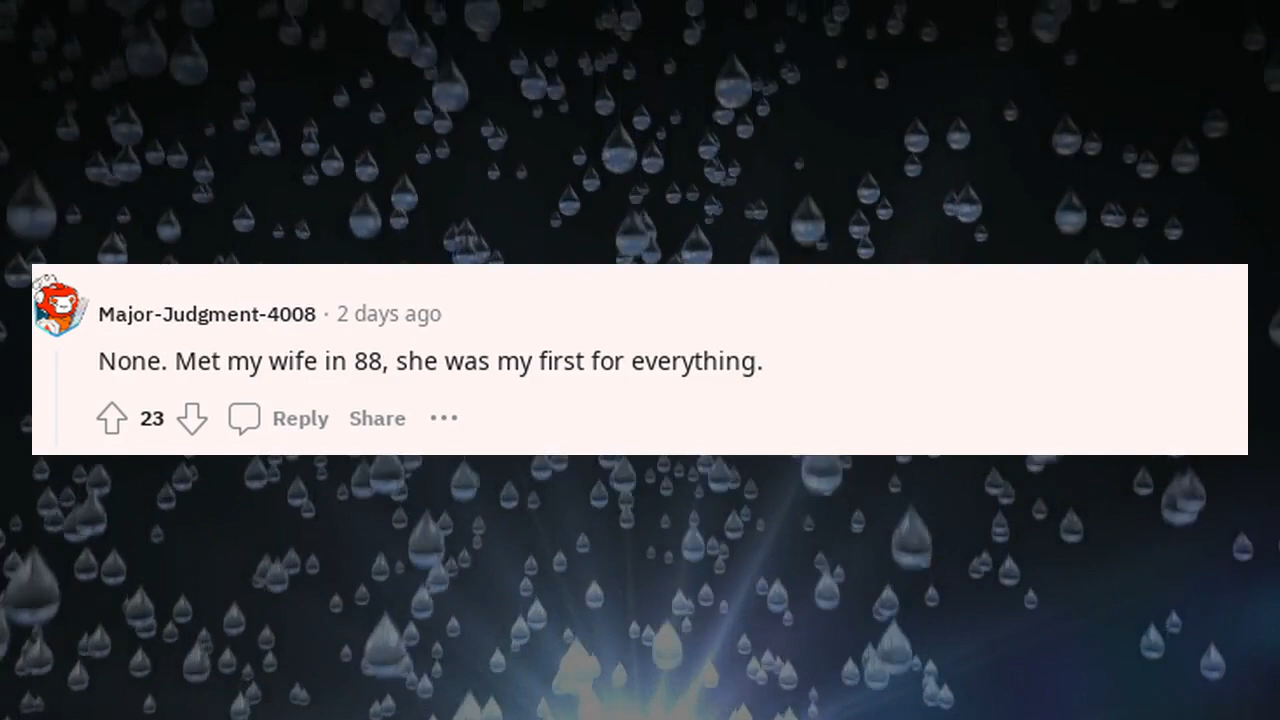 Major-Judgment-4008 · 2 days ago
None. Met my wife in 88, she was my first for everything.
23 Reply Share ···